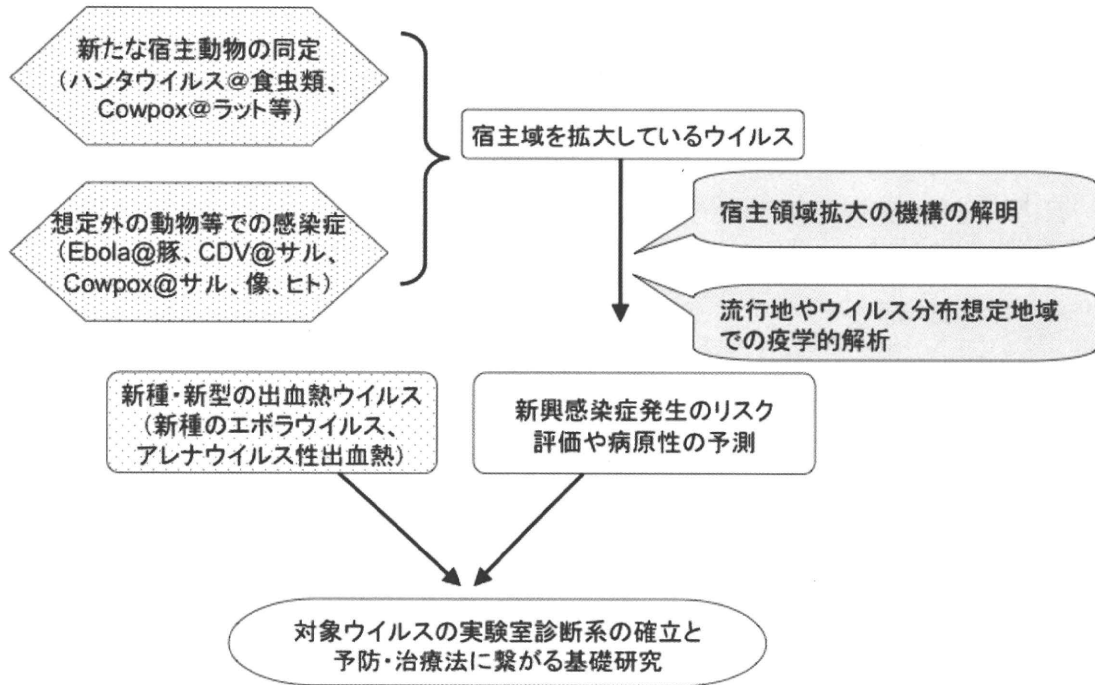 新たな宿主動物の同定
(ハンタウイルス@食虫類、
Cowpox@ラット等)
想定外の動物等での感染症
(Ebola@豚、CDV@サル、
Cowpox@サル、像、ヒト)
宿主域を拡大しているウイルス
宿主領域拡大の機構の解明
流行地やウイルス分布想定地域
での疫学的解析
新種・新型の出血熱ウイルス
(新種のエボラウイルス、
アレナウイルス性出血熱)
新興感染症発生のリスク
評価や病原性の予測
対象ウイルスの実験室診断系の確立と
予防・治療法に繋がる基礎研究